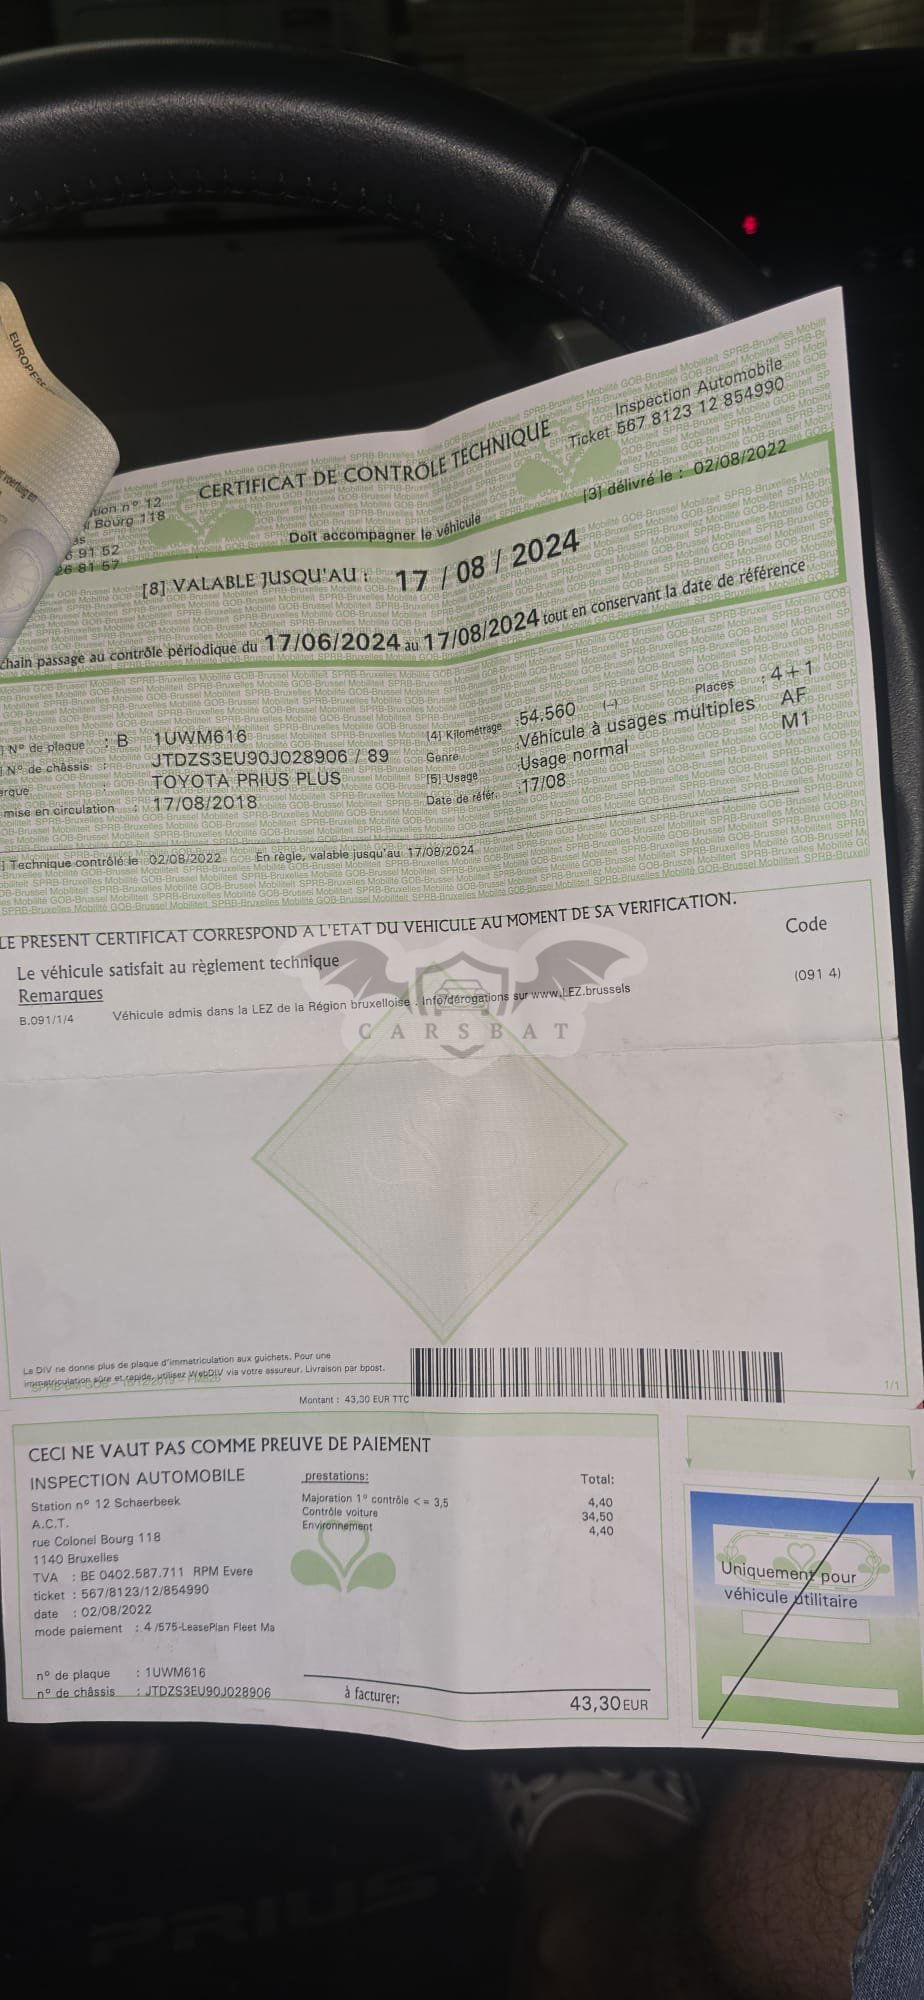 EUROPESE
Inspection Automobile
Ticket 567 8123 12 854990
CERTIFICAT DE CONTRÔLE TECHNIQUE
tion n° 12
Bourg 118
as
6 91 52
26 81 57
Doit accompagner le véhicule
[3] délivré le : 02/08/2022
[8] VALABLE JUSQU'AU : 17 / 08 / 2024
chain passage au contrôle périodique du 17/06/2024 au 17/08/2024 tout en conservant la date de référence
N° de plaque : B 1UWM616
N° de châssis : JTDZS3EU90J028906 / 89
arque : TOYOTA PRIUS PLUS
mise en circulation : 17/08/2018
[4] Kilométrage : 54.560 (-) Places : 4+1
Genre : Véhicule à usages multiples AF
[5] Usage : Usage normal M1
Date de référ. : 17/08
] Technique contrôlé le 02/08/2022 En règle, valable jusqu'au 17/08/2024
SPRB-Bruxelles Mobilité GOB-Brussel Mobiliteit
LE PRESENT CERTIFICAT CORRESPOND A L'ETAT DU VEHICULE AU MOMENT DE SA VERIFICATION.
Le véhicule satisfait au règlement technique
Code
Remarques
B.091/1/4 Véhicule admis dans la LEZ de la Région bruxelloise . Info/dérogations sur www.LEZ.brussels (091 4)
CARSBAT
La DIV ne donne plus de plaque d'immatriculation aux guichets. Pour une
immatriculation sûre et rapide, utilisez WebDIV via votre assureur. Livraison par bpost.
Montant : 43,30 EUR TTC
1/1
CECI NE VAUT PAS COMME PREUVE DE PAIEMENT
INSPECTION AUTOMOBILE
Station n° 12 Schaerbeek
A.C.T.
rue Colonel Bourg 118
1140 Bruxelles
TVA : BE 0402.587.711 RPM Evere
ticket : 567/8123/12/854990
date : 02/08/2022
mode paiement : 4 /575-LeasePlan Fleet Ma
n° de plaque : 1UWM616
n° de châssis : JTDZS3EU90J028906
prestations: Total:
Majoration 1° contrôle <= 3,5 4,40
Contrôle voiture 34,50
Environnement 4,40
à facturer: 43,30 EUR
Uniquement pour
véhicule utilitaire
PRIUS